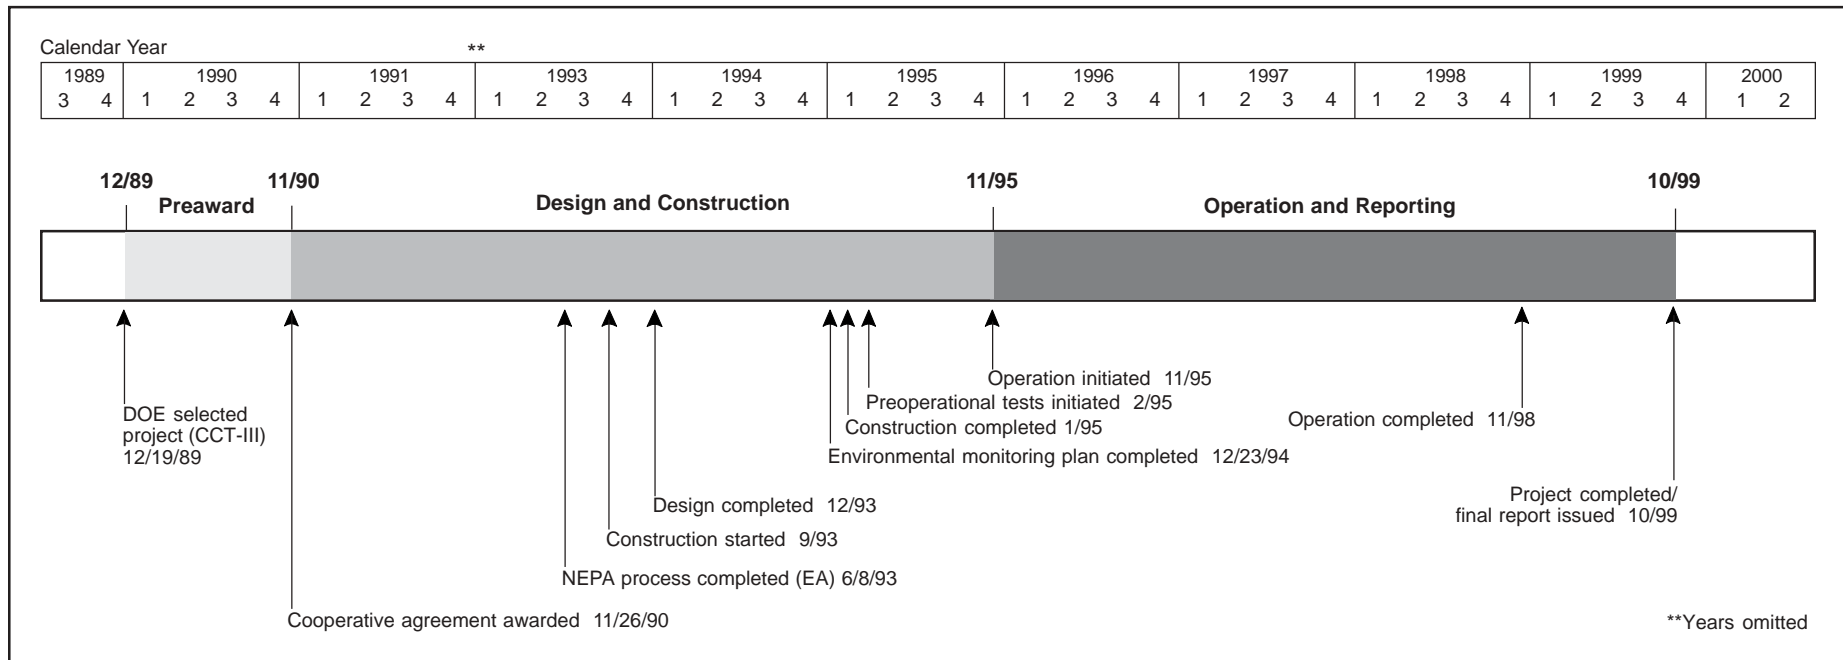 Calendar Year **
1989 1990 1991 1993 1994 1995 1996 1997 1998 1999 2000
3 4 1 2 3 4 1 2 3 4 1 2 3 4 1 2 3 4 1 2 3 4 1 2 3 4 1 2 3 4 1 2 3 4 1 2 3 4 1 2
12/89 11/90 11/95 10/99
Preaward Design and Construction Operation and Reporting
Operation initiated 11/95
Preoperational tests initiated 2/95
DOE selected
project (CCT-III)
12/19/89
Construction completed 1/95
Operation completed 11/98
Environmental monitoring plan completed 12/23/94
Design completed 12/93
Project completed/
final report issued 10/99
Construction started 9/93
NEPA process completed (EA) 6/8/93
Cooperative agreement awarded 11/26/90
**Years omitted